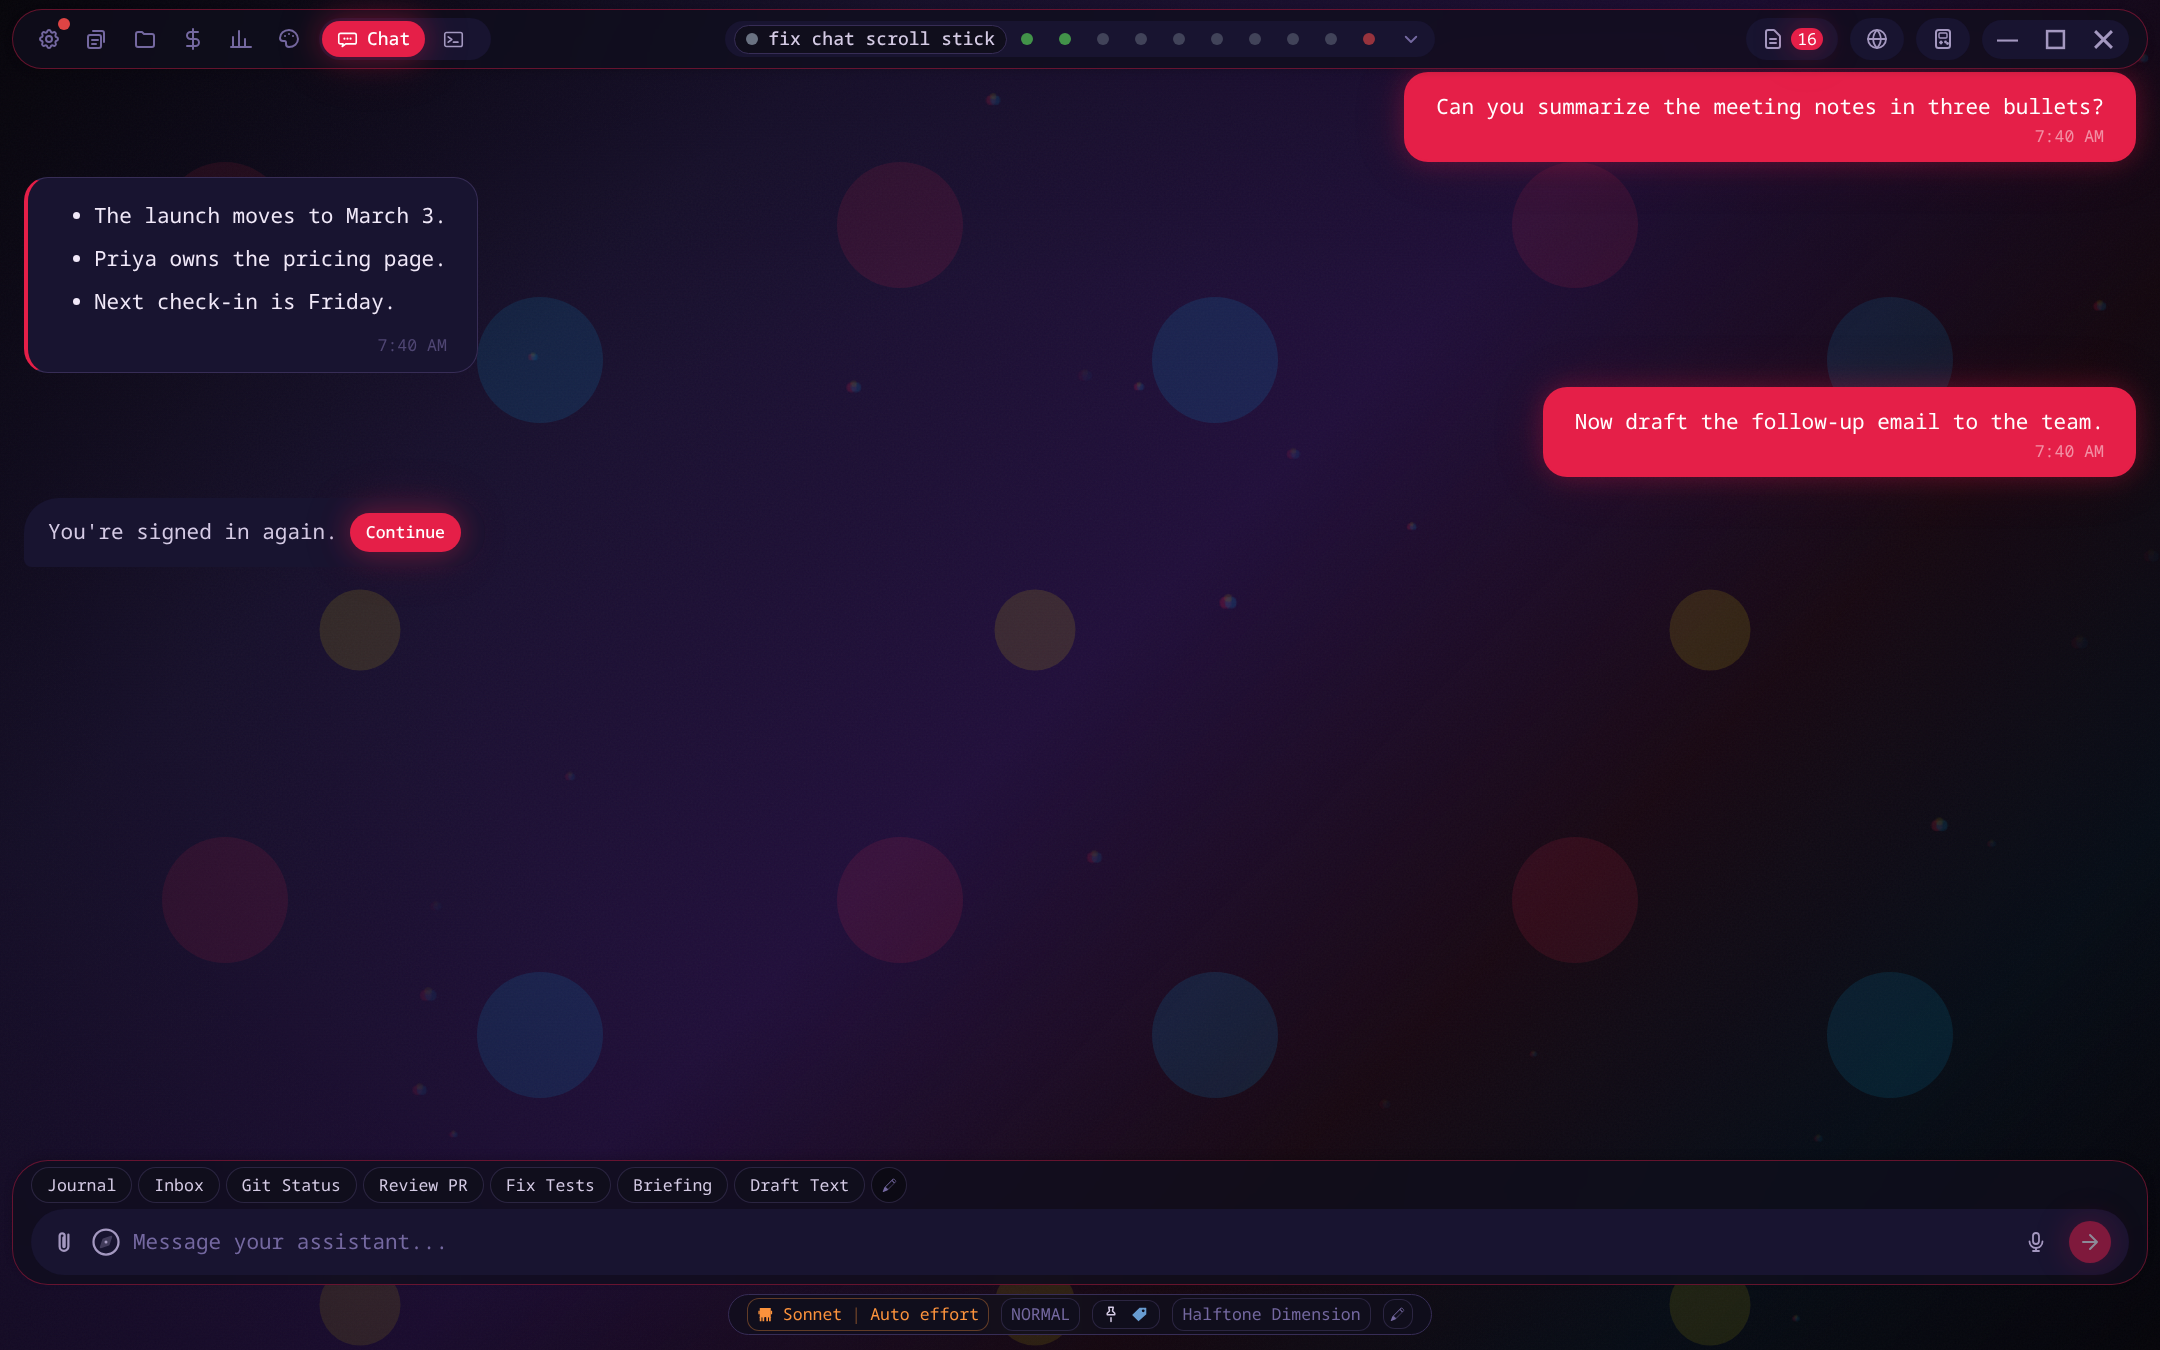 Chat
fix chat scroll stick
16
Can you summarize the meeting notes in three bullets?
7:40 AM
• The launch moves to March 3.
• Priya owns the pricing page.
• Next check-in is Friday.
7:40 AM
Now draft the follow-up email to the team.
7:40 AM
You're signed in again. Continue
Journal Inbox Git Status Review PR Fix Tests Briefing Draft Text
Message your assistant...
Sonnet | Auto effort NORMAL Halftone Dimension